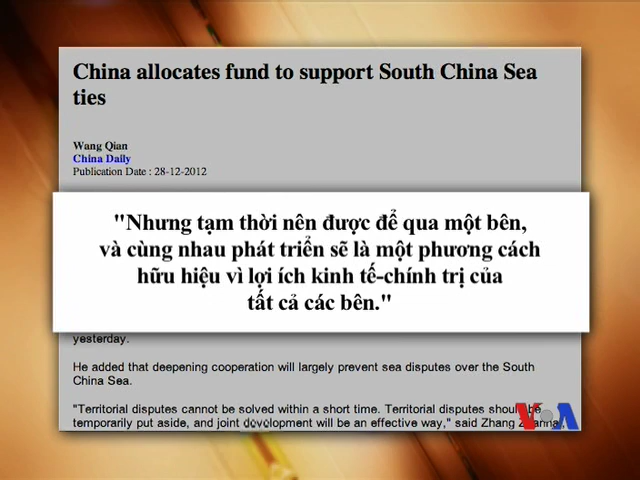 China allocates fund to support South China Sea
ties
Wang Qian
China Daily
Publication Date : 28-12-2012
"Nhưng tạm thời nên được để qua một bên,
và cùng nhau phát triển sẽ là một phương cách
hữu hiệu vì lợi ích kinh tế-chính trị của
tất cả các bên."
yesterday.
He added that deepening cooperation will largely prevent sea disputes over the South
China Sea.
"Territorial disputes cannot be solved within a short time. Territorial disputes should be
temporarily put aside, and joint development will be an effective way," said Zhang
VOA